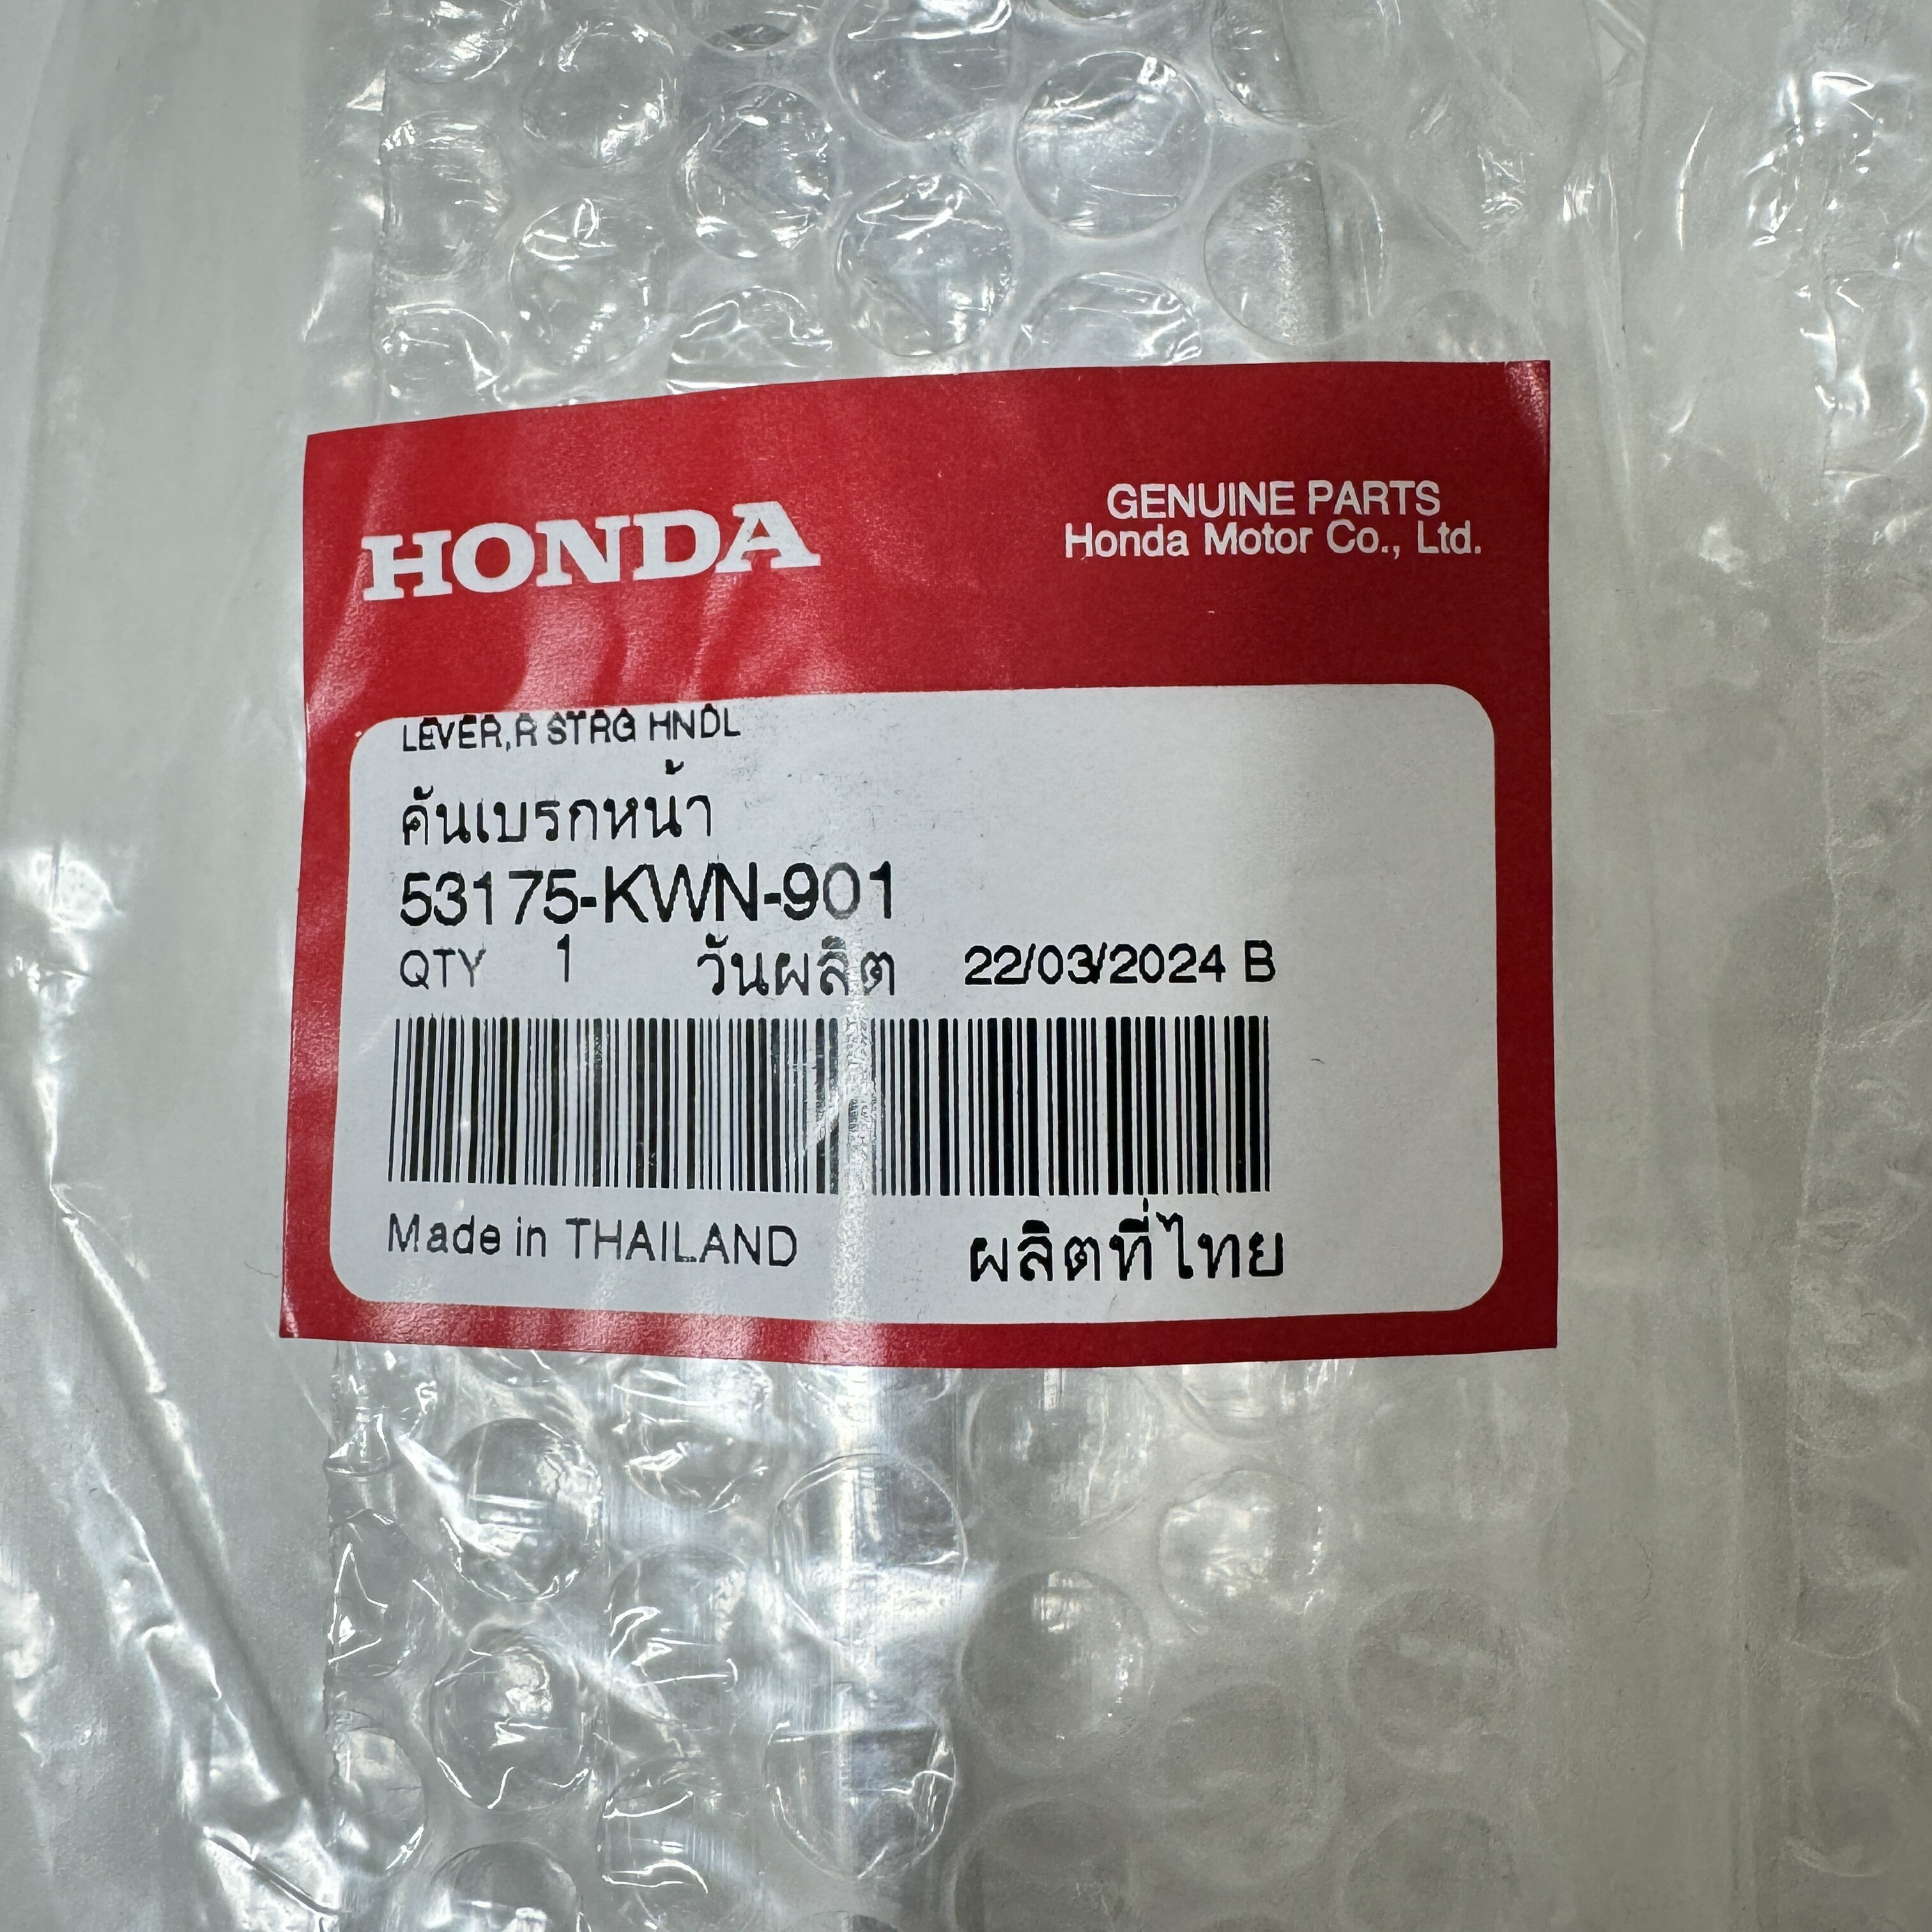 HONDA
GENUINE PARTS
Honda Motor Co., Ltd.
LEVER,R STRG HNDL
คันเบรกหน้า
53175-KWN-901
QTY 1 วันผลิต 22/03/2024 B
Made in THAILAND ผลิตที่ไทย